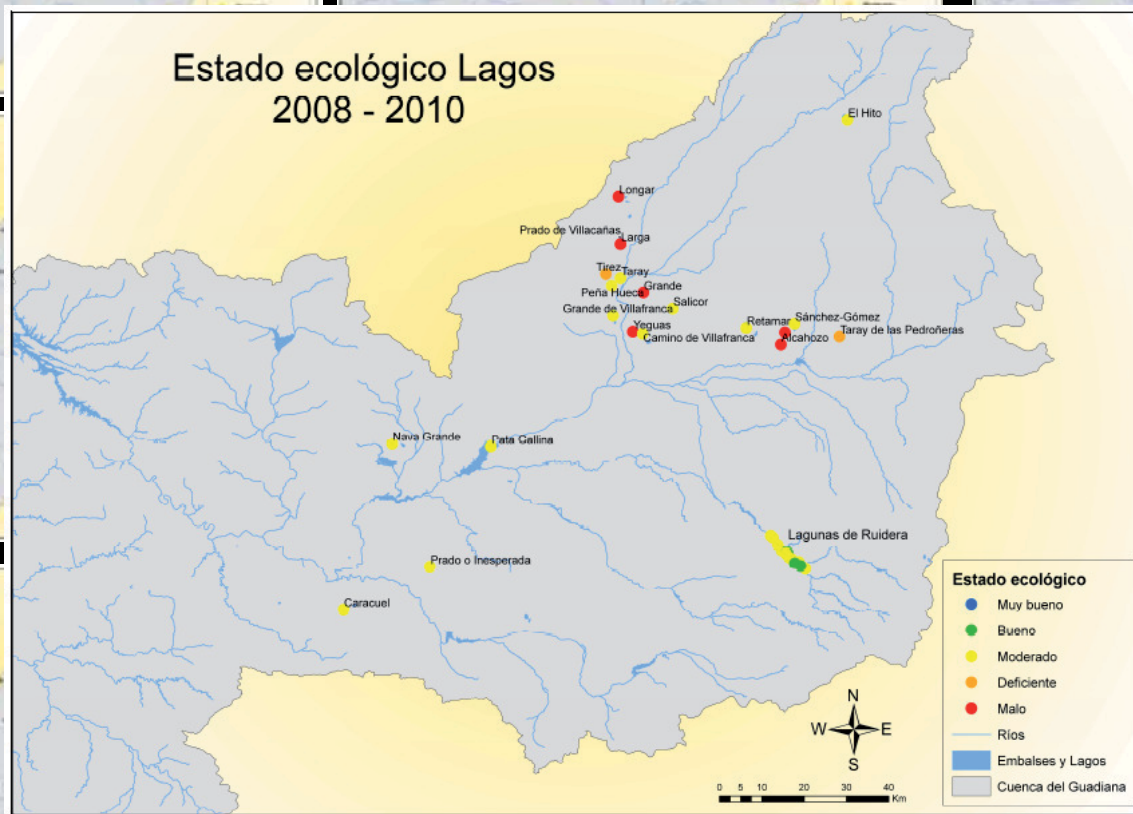 Estado ecológico Lagos
2008 - 2010
El Hito
Longar
Prado de Villacañas
Larga
Tirez
Taray
Peña Hueca
Grande
Salicor
Grande de Villafranca
Yeguas
Camino de Villafranca
Retamar
Sánchez-Gómez
Alcahozo
Taray de las Pedroñeras
Nava Grande
Pata Gallina
Lagunas de Ruidera
Prado o Inesperada
Caracuel
Estado ecológico
Muy bueno
Bueno
Moderado
Deficiente
Malo
Ríos
Embalses y Lagos
Cuenca del Guadiana
N
W
E
S
0 5 10 20 30 40
Km